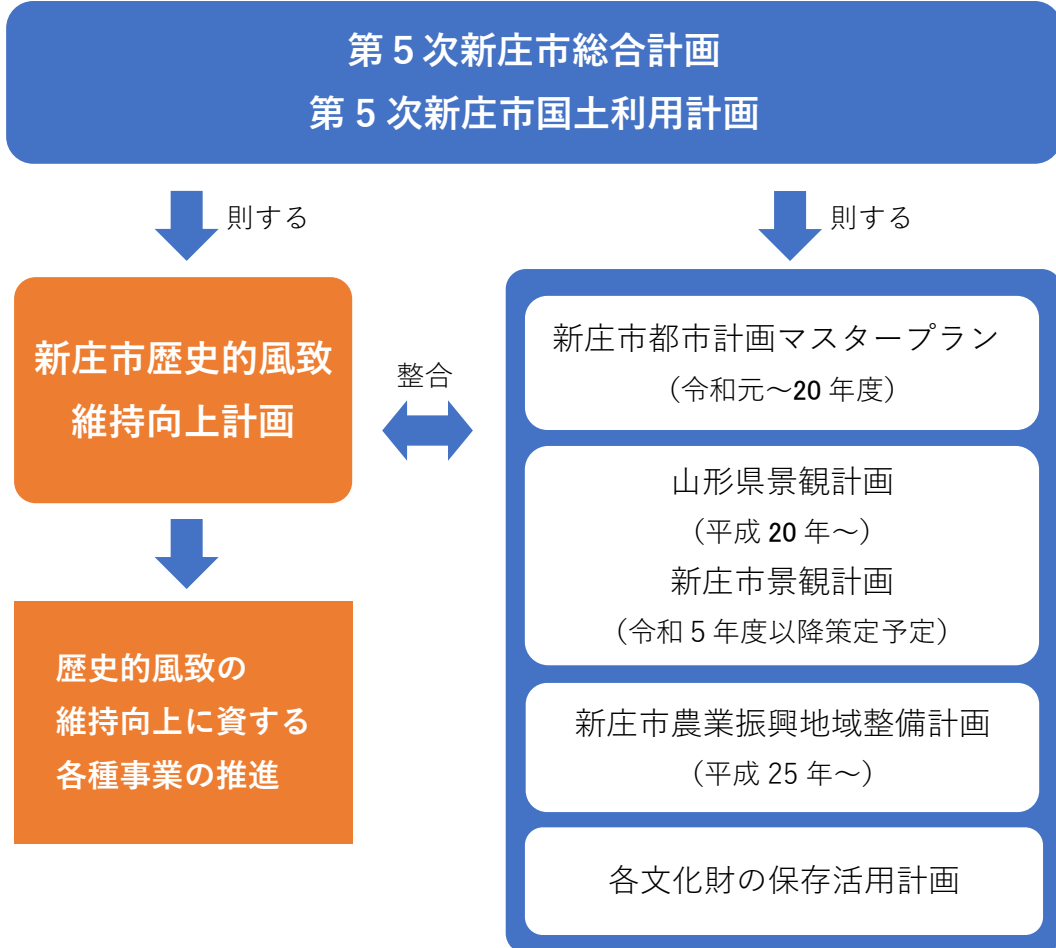 第5次新庄市総合計画
第5次新庄市国土利用計画
則する
則する
新庄市歴史的風致
維持向上計画
整合
歴史的風致の
維持向上に資する
各種事業の推進
新庄市都市計画マスタープラン
（令和元～20年度）
山形県景観計画
（平成20年～）
新庄市景観計画
（令和5年度以降策定予定）
新庄市農業振興地域整備計画
（平成25年～）
各文化財の保存活用計画